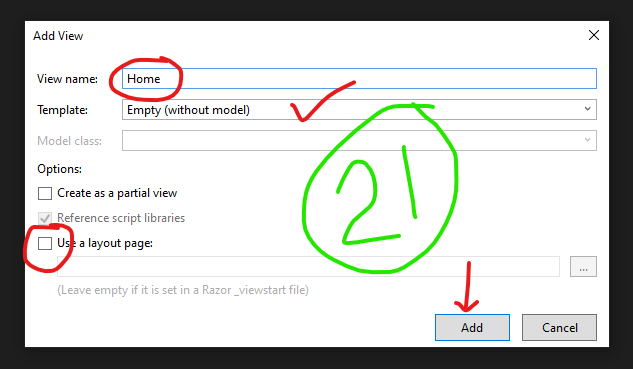 Add View
View name: Home
Template: Empty (without model)
Model class:
Options:
Create as a partial view
Reference script libraries
Use a layout page:
...
(Leave empty if it is set in a Razor _viewstart file)
21
Add Cancel